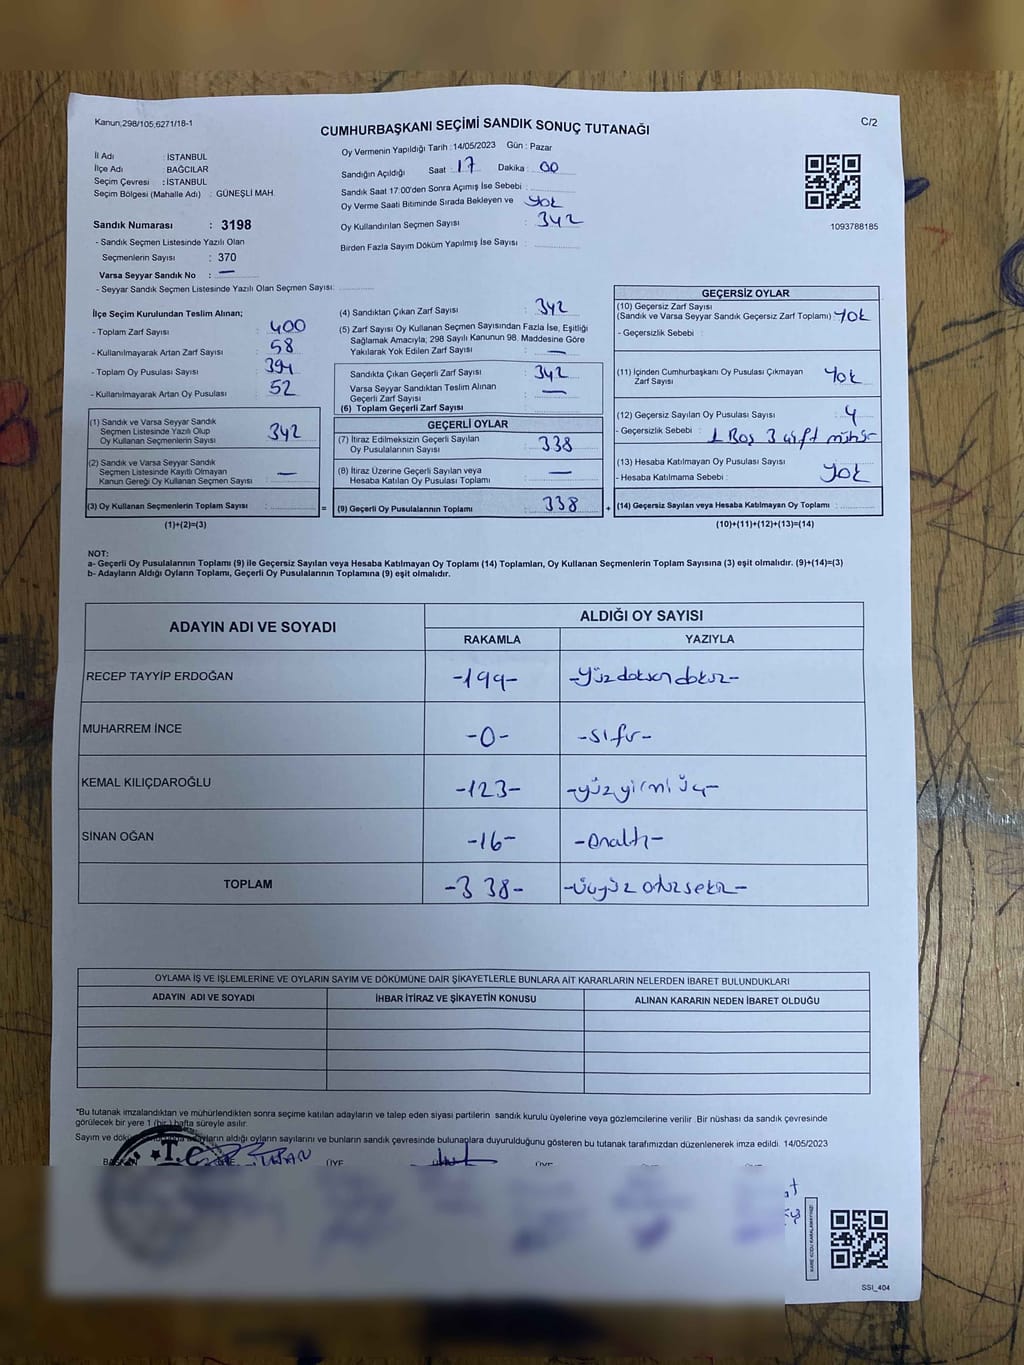 Kanun;298/105;6271/18-1
CUMHURBAŞKANI SEÇİMİ SANDIK SONUÇ TUTANAĞI
C/2
İl Adı : İSTANBUL
İlçe Adı : BAĞCILAR
Seçim Çevresi : İSTANBUL
Seçim Bölgesi (Mahalle Adı) : GÜNEŞLİ MAH.
Sandık Numarası : 3198
- Sandık Seçmen Listesinde Yazılı Olan
Seçmenlerin Sayısı : 370
Varsa Seyyar Sandık No : —
- Seyyar Sandık Seçmen Listesinde Yazılı Olan Seçmen Sayısı:
Oy Vermenin Yapıldığı Tarih : 14/05/2023 Gün : Pazar
Sandığın Açıldığı Saat : 17 Dakika : 00
Sandık Saat 17:00'den Sonra Açımış İse Sebebi :
Oy Verme Saati Bitiminde Sırada Bekleyen ve yok
Oy Kullandırılan Seçmen Sayısı : 342
Birden Fazla Sayım Döküm Yapılmış İse Sayısı :
1093788185
İlçe Seçim Kurulundan Teslim Alınan;
- Toplam Zarf Sayısı : 400
- Kullanılmayarak Artan Zarf Sayısı : 58
- Toplam Oy Pusulası Sayısı : 394
- Kullanılmayarak Artan Oy Pusulası : 52
(1) Sandık ve Varsa Seyyar Sandık
Seçmen Listesinde Yazılı Olup
Oy Kullanan Seçmenlerin Sayısı : 342
(2) Sandık ve Varsa Seyyar Sandık
Seçmen Listesinde Kayıtlı Olmayan
Kanun Gereği Oy Kullanan Seçmen Sayısı : —
(3) Oy Kullanan Seçmenlerin Toplam Sayısı :
(1)+(2)=(3)
(4) Sandıktan Çıkan Zarf Sayısı : 342
(5) Zarf Sayısı Oy Kullanan Seçmen Sayısından Fazla İse, Eşitliği
Sağlamak Amacıyla; 298 Sayılı Kanunun 98. Maddesine Göre
Yakılarak Yok Edilen Zarf Sayısı : —
Sandıkta Çıkan Geçerli Zarf Sayısı : 342
Varsa Seyyar Sandıktan Teslim Alınan
Geçerli Zarf Sayısı : —
(6) Toplam Geçerli Zarf Sayısı :
GEÇERLİ OYLAR
(7) İtiraz Edilmeksizin Geçerli Sayılan
Oy Pusulalarının Sayısı : 338
(8) İtiraz Üzerine Geçerli Sayılan veya
Hesaba Katılan Oy Pusulası Toplamı : —
= (9) Geçerli Oy Pusulalarının Toplamı : 338 +
GEÇERSİZ OYLAR
(10) Geçersiz Zarf Sayısı
(Sandık ve Varsa Seyyar Sandık Geçersiz Zarf Toplamı) : yok
- Geçersizlik Sebebi :
(11) İçinden Cumhurbaşkanı Oy Pusulası Çıkmayan
Zarf Sayısı : Yok
(12) Geçersiz Sayılan Oy Pusulası Sayısı : 4
- Geçersizlik Sebebi : 1 Boş 3 çift mühür
(13) Hesaba Katılmayan Oy Pusulası Sayısı : Yok
- Hesaba Katılmama Sebebi :
(14) Geçersiz Sayılan veya Hesaba Katılmayan Oy Toplamı :
(10)+(11)+(12)+(13)=(14)
NOT:
a- Geçerli Oy Pusulalarının Toplamı (9) ile Geçersiz Sayılan veya Hesaba Katılmayan Oy Toplamı (14) Toplamları, Oy Kullanan Seçmenlerin Toplam Sayısına (3) eşit olmalıdır. (9)+(14)=(3)
b- Adayların Aldığı Oyların Toplamı, Geçerli Oy Pusulalarının Toplamına (9) eşit olmalıdır.
ADAYIN ADI VE SOYADI
ALDIĞI OY SAYISI
RAKAMLA YAZIYLA
RECEP TAYYİP ERDOĞAN -199- -Yüzdoksandokuz-
MUHARREM İNCE -0- -sıfır-
KEMAL KILIÇDAROĞLU -123- -yüzyirmiüç-
SİNAN OĞAN -16- -Onaltı-
TOPLAM -338- -üçyüz otuzsekiz-
OYLAMA İŞ VE İŞLEMLERİNE VE OYLARIN SAYIM VE DÖKÜMÜNE DAİR ŞİKAYETLERLE BUNLARA AİT KARARLARIN NELERDEN İBARET BULUNDUKLARI
ADAYIN ADI VE SOYADI İHBAR İTİRAZ VE ŞİKAYETİN KONUSU ALINAN KARARIN NEDEN İBARET OLDUĞU
*Bu tutanak imzalandıktan ve mühürlendikten sonra seçime katılan adayların ve talep eden siyasi partilerin sandık kurulu üyelerine veya gözlemcilerine verilir. Bir nüshası da sandık çevresinde
görülecek bir yere 1 (bir) hafta süreyle asılır.
Sayım ve adayların aldığı oyların sayılarını ve bunların sandık çevresinde bulunanlara duyurulduğunu gösteren bu tutanak tarafımızdan düzenlenerek imza edildi. 14/05/2023
T.C.
ÜYE
KARE KODU KARALAMAYINIZ!
SSI_404